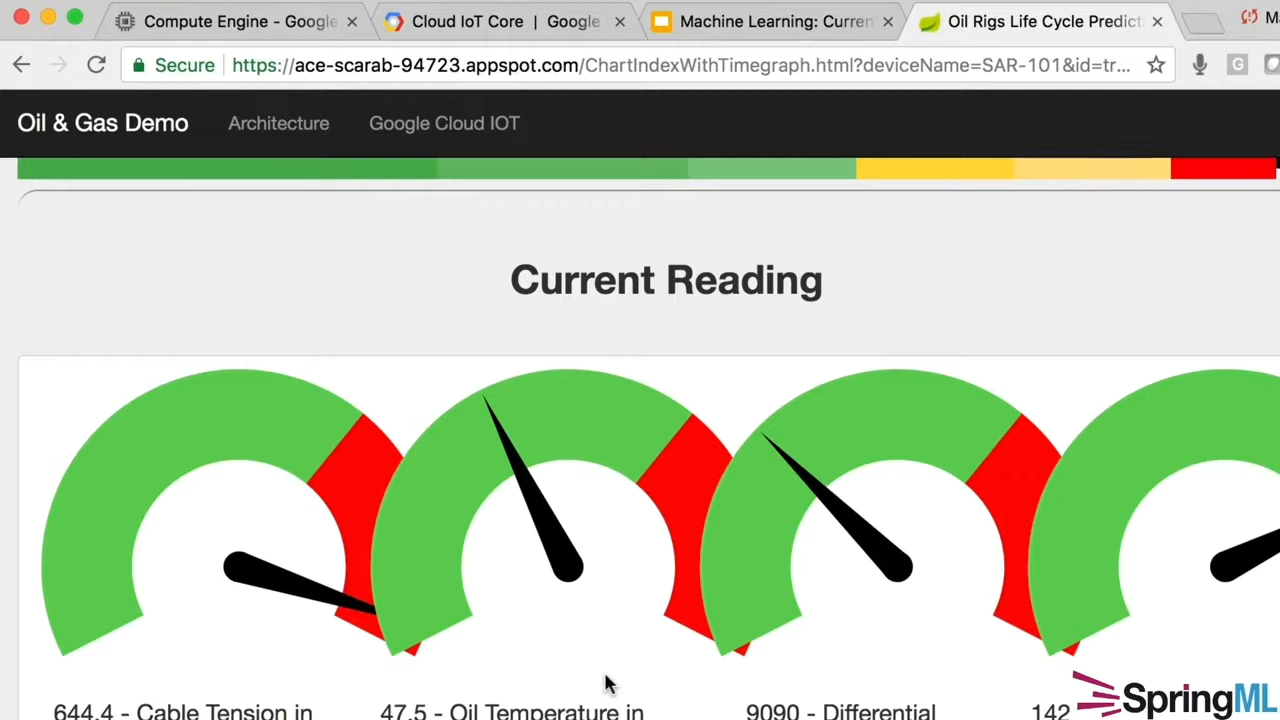 Compute Engine - Google
Cloud IoT Core | Google
Machine Learning: Curren
Oil Rigs Life Cycle Predict
Secure
https://ace-scarab-94723.appspot.com/ChartIndexWithTimegraph.html?deviceName=SAR-101&id=tr...
G
Oil & Gas Demo
Architecture
Google Cloud IOT
Current Reading
644.4 - Cable Tension in
47.5 - Oil Temperature in
9090 - Differential
142
SpringML